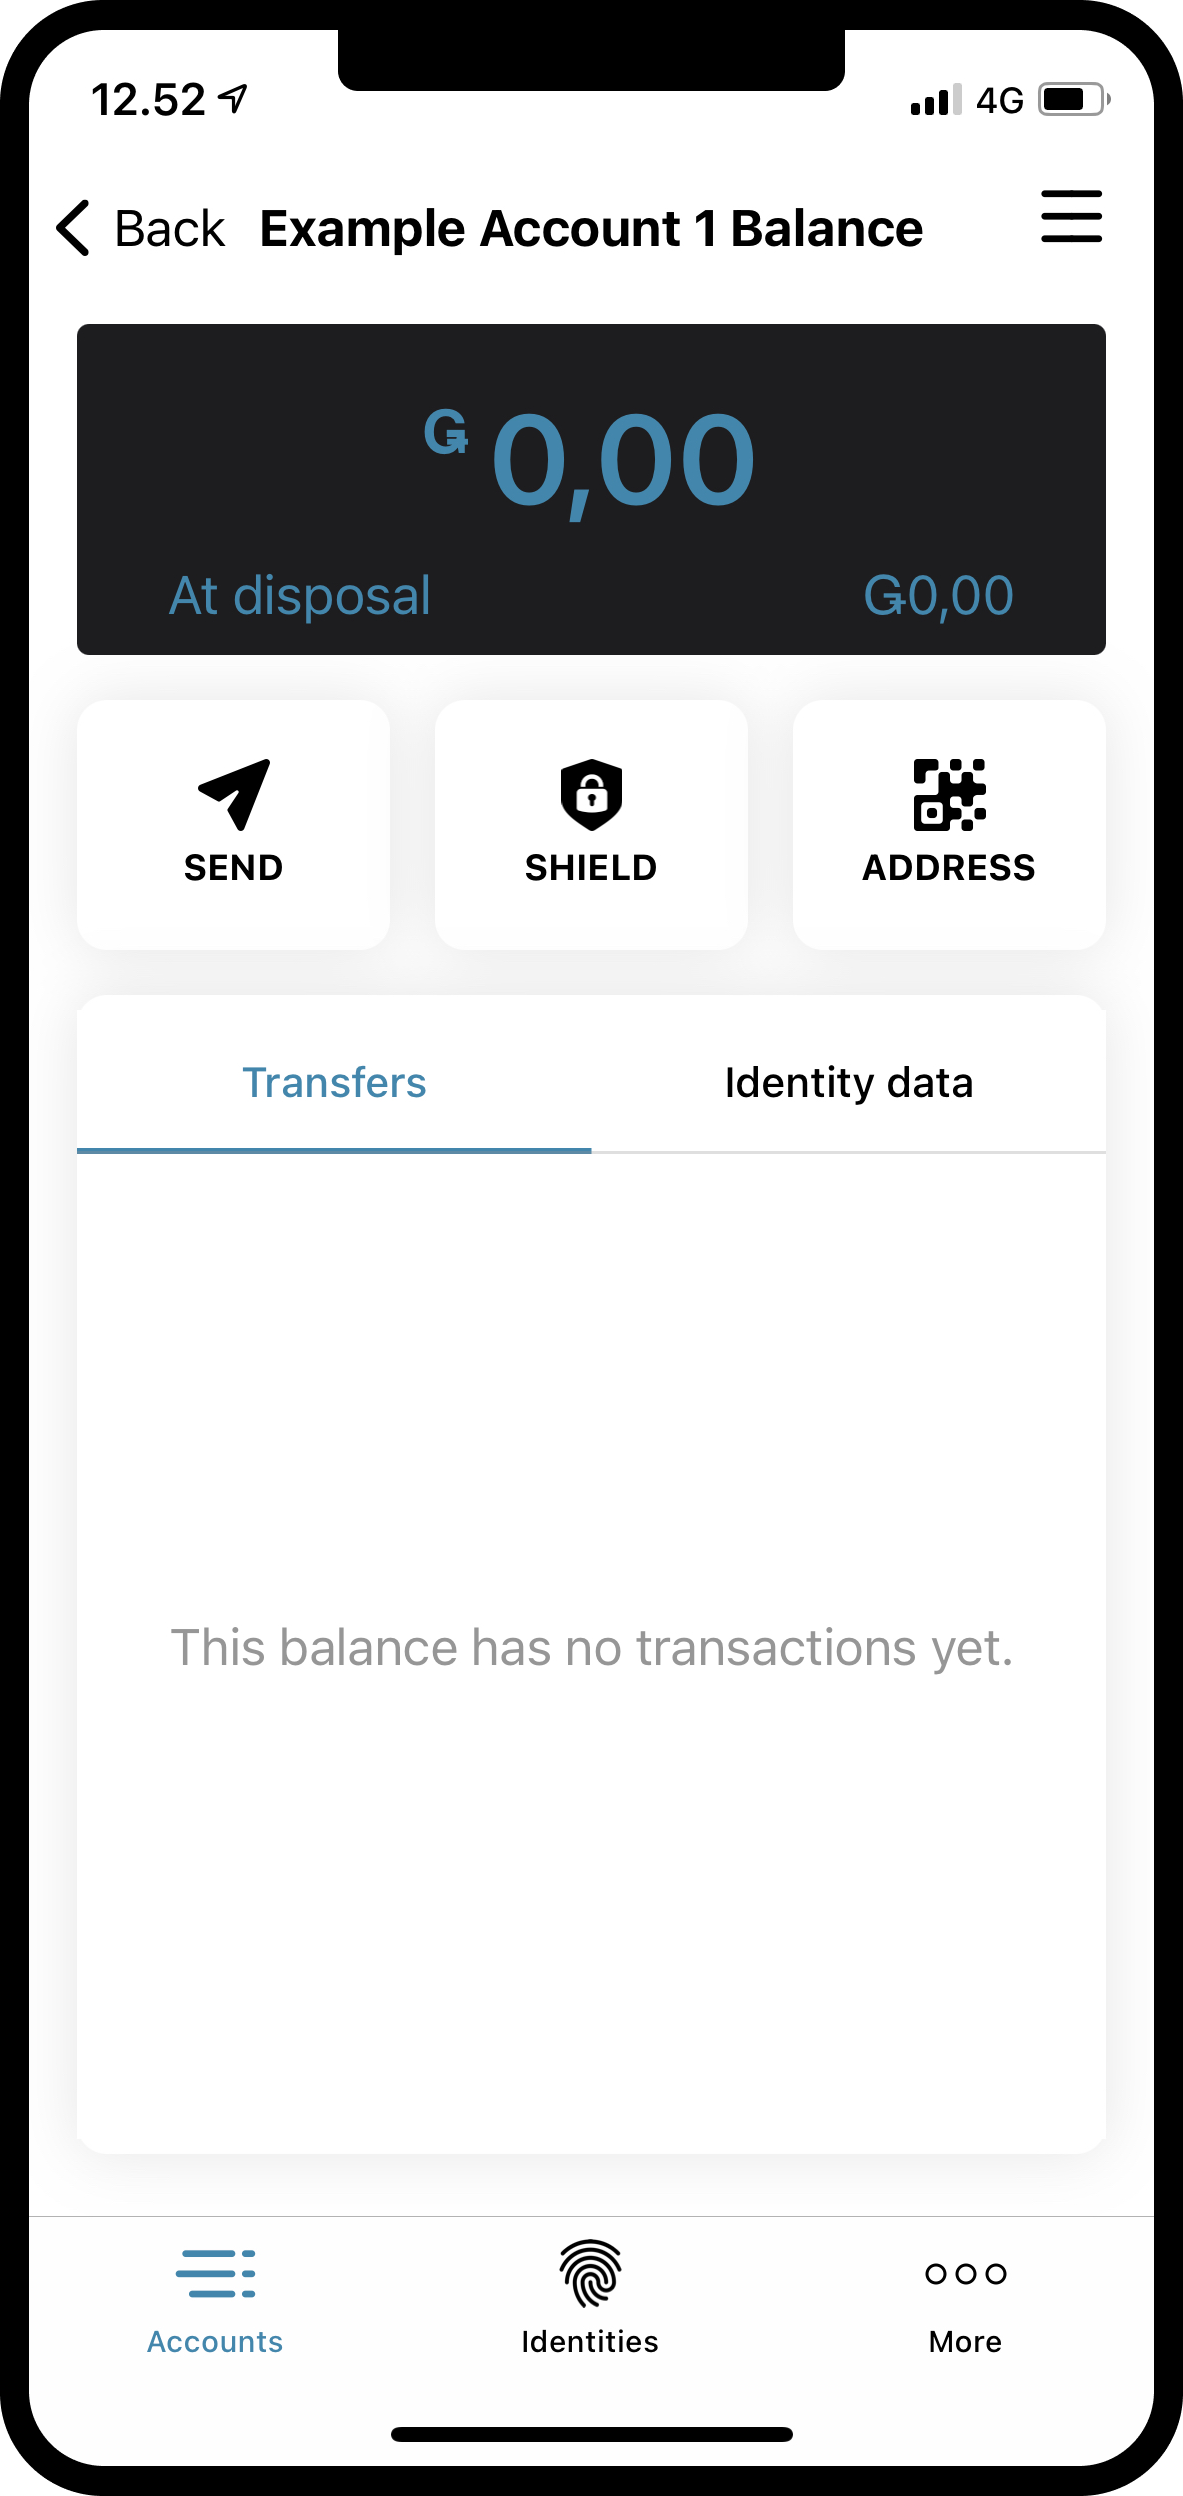 12.52 4G
Back Example Account 1 Balance
Ǥ 0,00
At disposal Ǥ0,00
SEND SHIELD ADDRESS
Transfers Identity data
This balance has no transactions yet.
Accounts Identities More